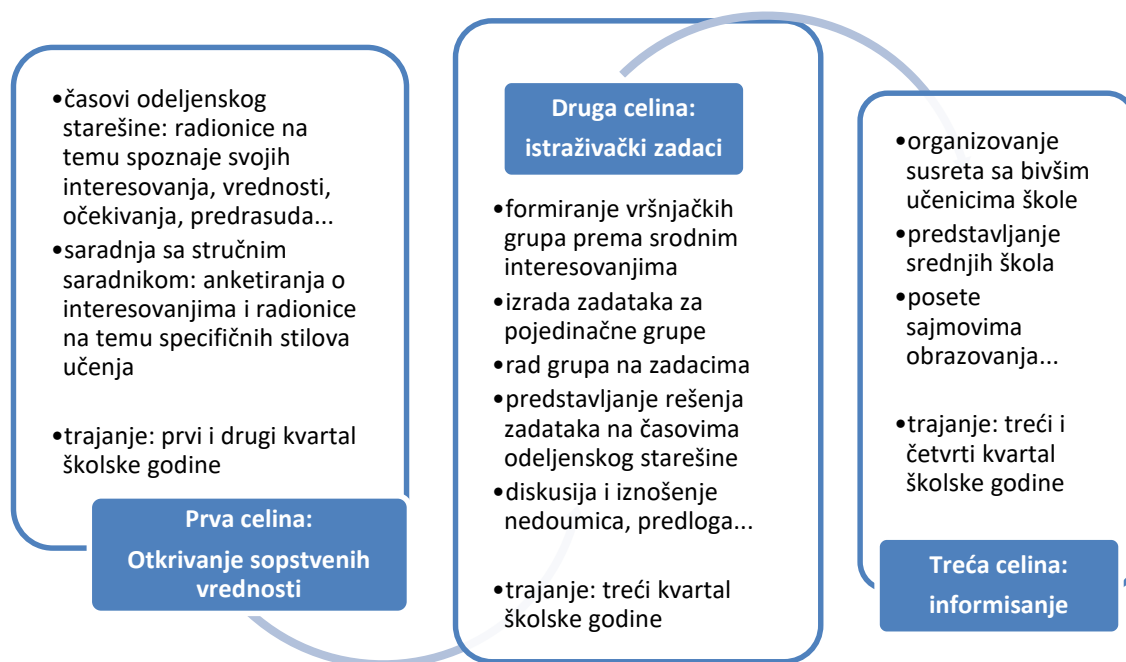 •časovi odeljenskog
starešine: radionice na
temu spoznaje svojih
interesovanja, vrednosti,
očekivanja, predrasuda...
•saradnja sa stručnim
saradnikom: anketiranja o
interesovanjima i radionice
na temu specifičnih stilova
učenja
•trajanje: prvi i drugi kvartal
školske godine
Prva celina:
Otkrivanje sopstvenih
vrednosti
Druga celina:
istraživački zadaci
•formiranje vršnjačkih
grupa prema srodnim
interesovanjima
•izrada zadataka za
pojedinačne grupe
•rad grupa na zadacima
•predstavljanje rešenja
zadataka na časovima
odeljenskog starešine
•diskusija i iznošenje
nedoumica, predloga...
•trajanje: treći kvartal
školske godine
•organizovanje
susreta sa bivšim
učenicima škole
•predstavljanje
srednjih škola
•posete
sajmovima
obrazovanja...
•trajanje: treći i
četvrti kvartal
školske godine
Treća celina:
informisanje